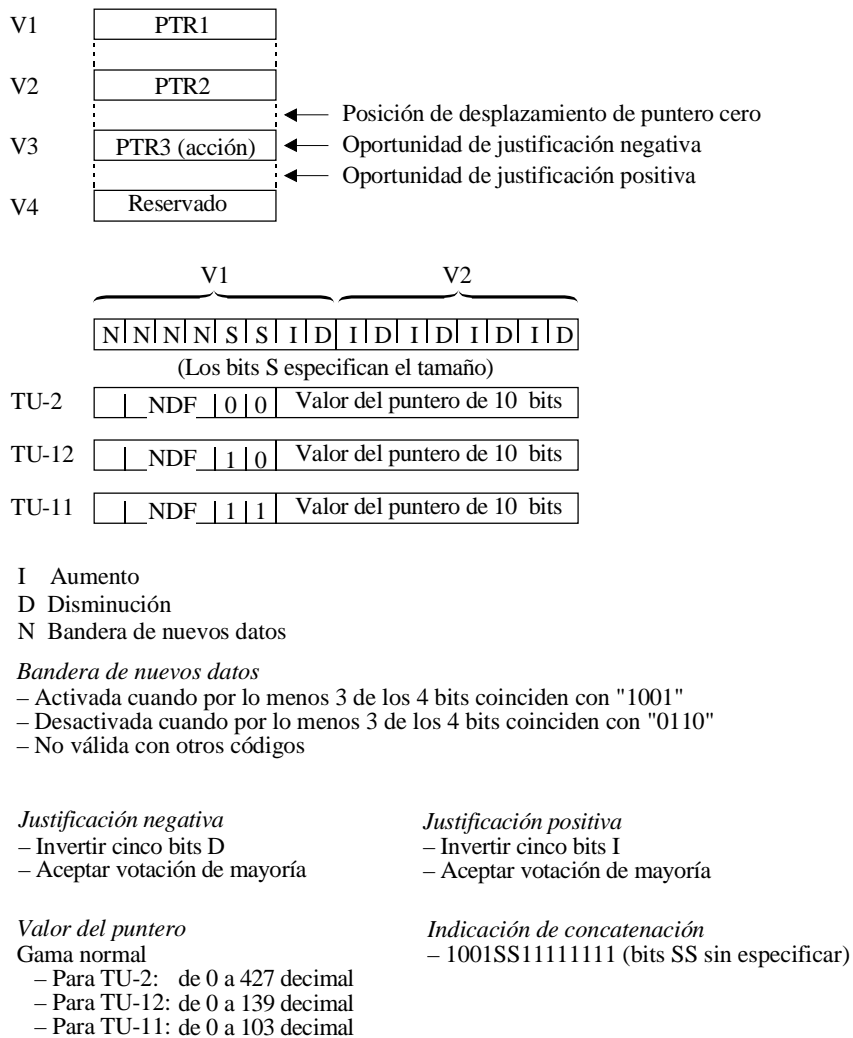 V1 PTR1
V2 PTR2
Posición de desplazamiento de puntero cero
V3 PTR3 (acción) Oportunidad de justificación negativa
Oportunidad de justificación positiva
V4 Reservado
V1 V2
N N N N S S I D I D I D I D I D
(Los bits S especifican el tamaño)
TU-2 NDF 0 0 Valor del puntero de 10 bits
TU-12 NDF 1 0 Valor del puntero de 10 bits
TU-11 NDF 1 1 Valor del puntero de 10 bits
I Aumento
D Disminución
N Bandera de nuevos datos
Bandera de nuevos datos
– Activada cuando por lo menos 3 de los 4 bits coinciden con "1001"
– Desactivada cuando por lo menos 3 de los 4 bits coinciden con "0110"
– No válida con otros códigos
Justificación negativa
– Invertir cinco bits D
– Aceptar votación de mayoría
Justificación positiva
– Invertir cinco bits I
– Aceptar votación de mayoría
Valor del puntero
Gama normal
– Para TU-2: de 0 a 427 decimal
– Para TU-12: de 0 a 139 decimal
– Para TU-11: de 0 a 103 decimal
Indicación de concatenación
– 1001SS11111111 (bits SS sin especificar)